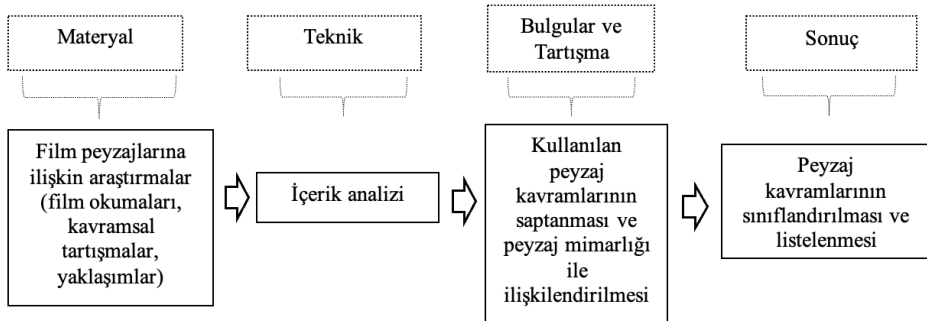 Materyal
Teknik
Bulgular ve
Tartışma
Sonuç
Film peyzajlarına
ilişkin araştırmalar
(film okumaları,
kavramsal
tartışmalar,
yaklaşımlar)
İçerik analizi
Kullanılan
peyzaj
kavramlarının
saptanması ve
peyzaj mimarlığı
ile
ilişkilendirilmesi
Peyzaj
kavramlarının
sınıflandırılması ve
listelenmesi